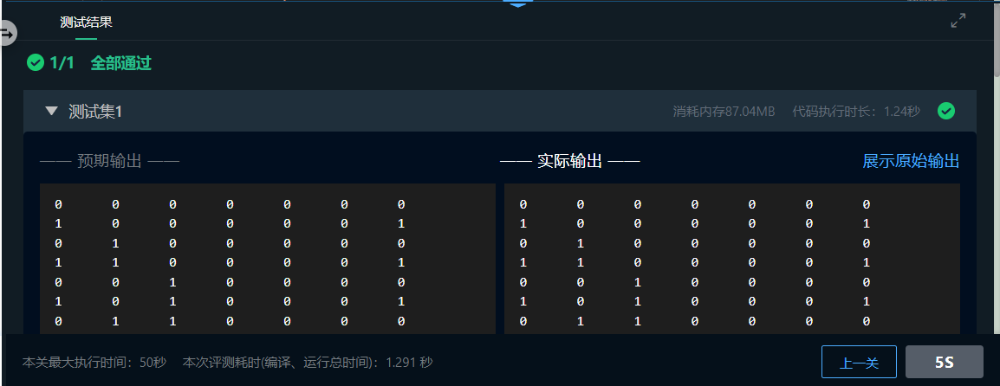 测试结果
1/1 全部通过
测试集1 消耗内存87.04MB 代码执行时长：1.24秒
—— 预期输出 —— —— 实际输出 —— 展示原始输出
0 0 0 0 0 0 0 0 0 0 0 0 0 0
1 0 0 0 0 0 1 1 0 0 0 0 0 1
0 1 0 0 0 0 0 0 1 0 0 0 0 0
1 1 0 0 0 0 1 1 1 0 0 0 0 1
0 0 1 0 0 0 0 0 0 1 0 0 0 0
1 0 1 0 0 0 1 1 0 1 0 0 0 1
0 1 1 0 0 0 0 0 1 1 0 0 0 0
本关最大执行时间：50秒 本次评测耗时(编译、运行总时间)：1.291 秒 上一关 5S